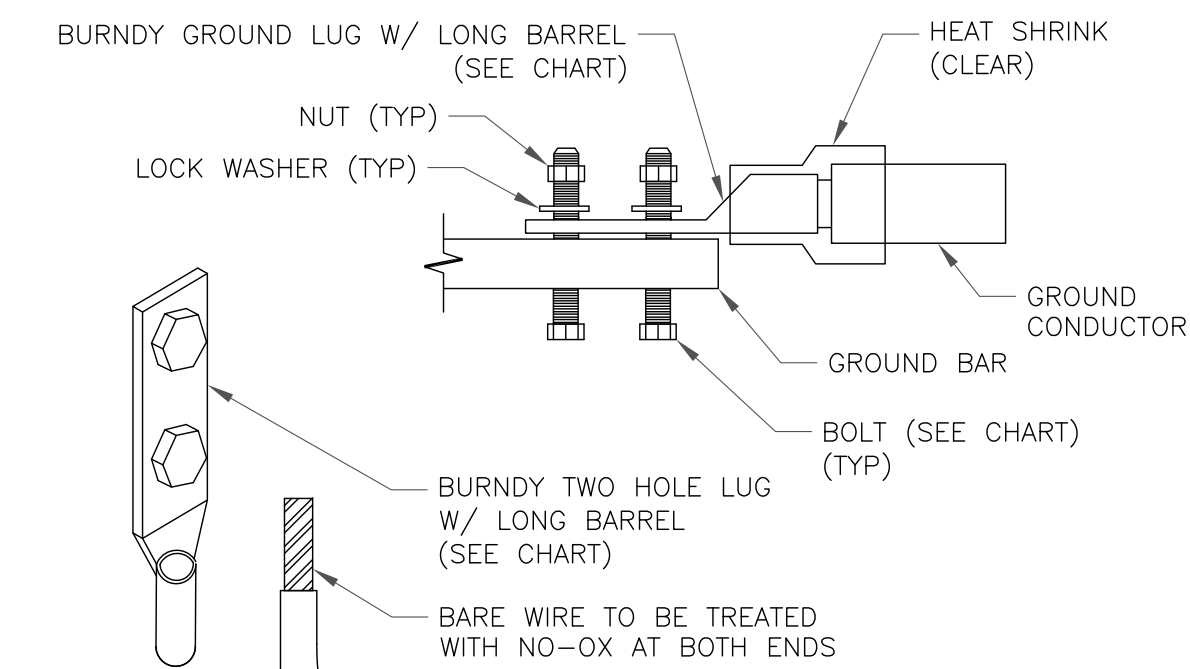 BURNDY GROUND LUG W/ LONG BARREL
(SEE CHART)
HEAT SHRINK
(CLEAR)
NUT (TYP)
LOCK WASHER (TYP)
GROUND
CONDUCTOR
GROUND BAR
BOLT (SEE CHART)
(TYP)
BURNDY TWO HOLE LUG
W/ LONG BARREL
(SEE CHART)
BARE WIRE TO BE TREATED
WITH NO-OX AT BOTH ENDS